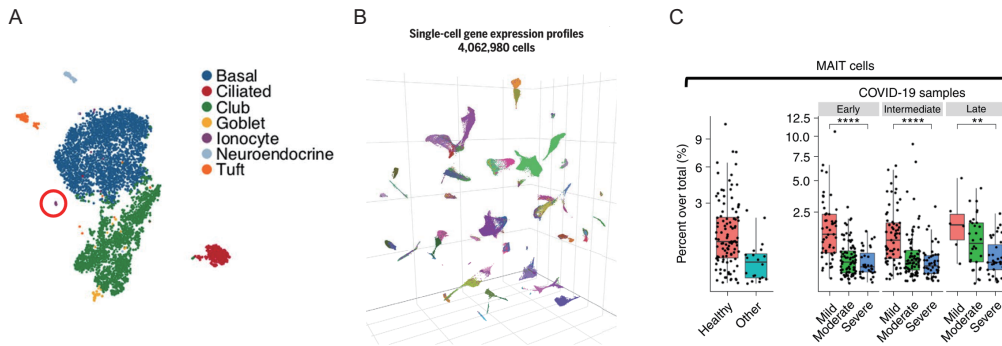 A
Basal
Ciliated
Club
Goblet
Ionocyte
Neuroendocrine
Tuft
B
Single-cell gene expression profiles
4,062,980 cells
C
MAIT cells
COVID-19 samples
Early Intermediate Late
**** **** **
Percent over total (%)
9
6
3
12.5
10.0
7.5
5.0
2.5
Healthy
Other
Mild
Moderate
Severe
Mild
Moderate
Severe
Mild
Moderate
Severe